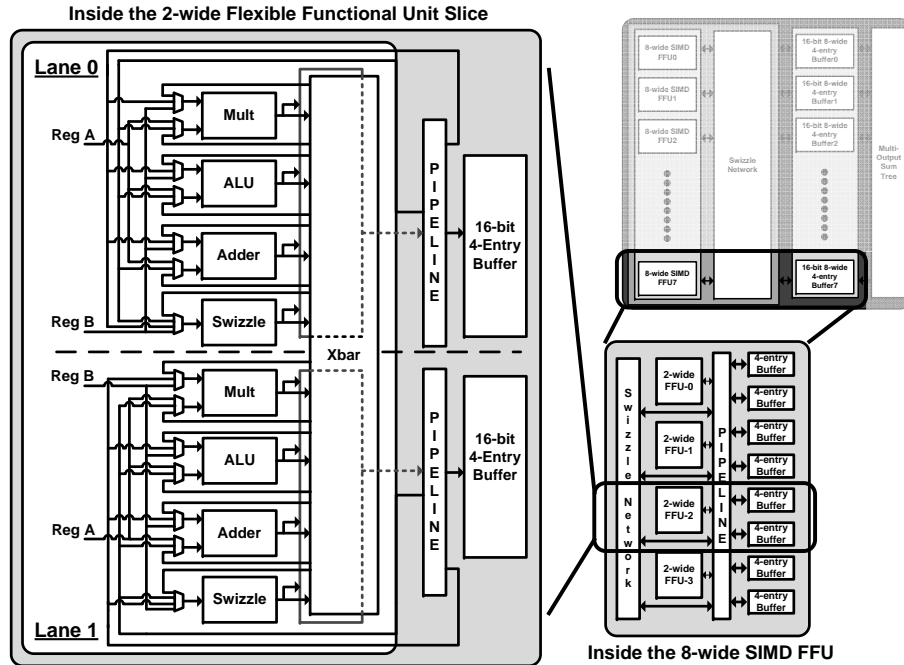 Inside the 2-wide Flexible Functional Unit Slice
Lane 0
Reg A
Mult
ALU
Adder
Reg B
Swizzle
Xbar
PIPELINE
16-bit
4-Entry
Buffer
Reg B
Mult
ALU
Reg A
Adder
Swizzle
Lane 1
PIPELINE
16-bit
4-Entry
Buffer
8-wide SIMD
FFU0
8-wide SIMD
FFU1
8-wide SIMD
FFU2
8-wide SIMD
FFU7
Swizzle
Network
16-bit 8-wide
4-entry
Buffer0
16-bit 8-wide
4-entry
Buffer1
16-bit 8-wide
4-entry
Buffer2
16-bit 8-wide
4-entry
Buffer7
Multi-
Output
Sum
Tree
Swizzle Network
2-wide
FFU-0
2-wide
FFU-1
2-wide
FFU-2
2-wide
FFU-3
PIPELINE
4-entry
Buffer
4-entry
Buffer
4-entry
Buffer
4-entry
Buffer
4-entry
Buffer
4-entry
Buffer
4-entry
Buffer
4-entry
Buffer
Inside the 8-wide SIMD FFU